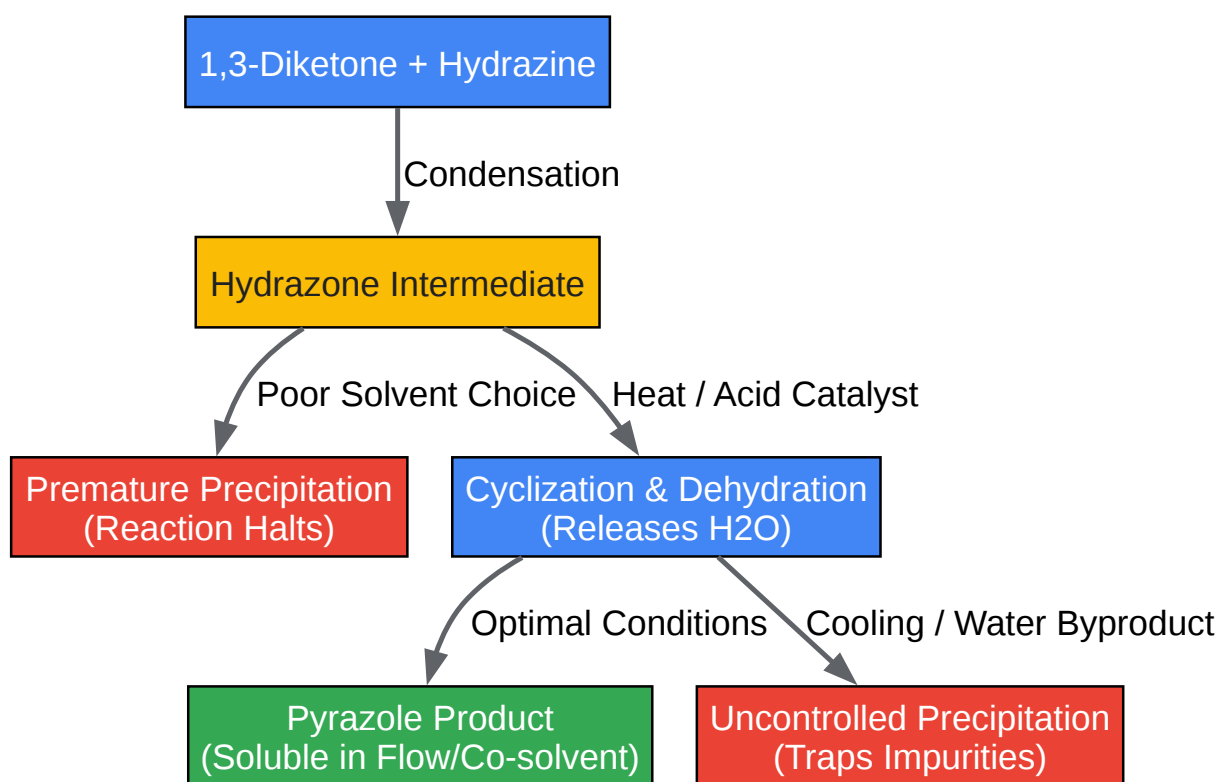 1,3-Diketone + Hydrazine
Condensation
Hydrazone Intermediate
Poor Solvent Choice
Heat / Acid Catalyst
Premature Precipitation
(Reaction Halts)
Cyclization & Dehydration
(Releases H2O)
Optimal Conditions
Cooling / Water Byproduct
Pyrazole Product
(Soluble in Flow/Co-solvent)
Uncontrolled Precipitation
(Traps Impurities)